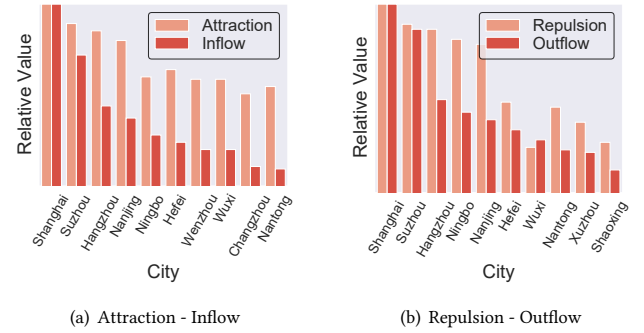 Relative Value
Attraction
Inflow
Shanghai
Suzhou
Hangzhou
Nanjing
Ningbo
Hefei
Wenzhou
Wuxi
Changzhou
Nantong
City
(a) Attraction - Inflow
Relative Value
Repulsion
Outflow
Shanghai
Suzhou
Hangzhou
Ningbo
Nanjing
Hefei
Wuxi
Nantong
Xuzhou
Shaoxing
City
(b) Repulsion - Outflow